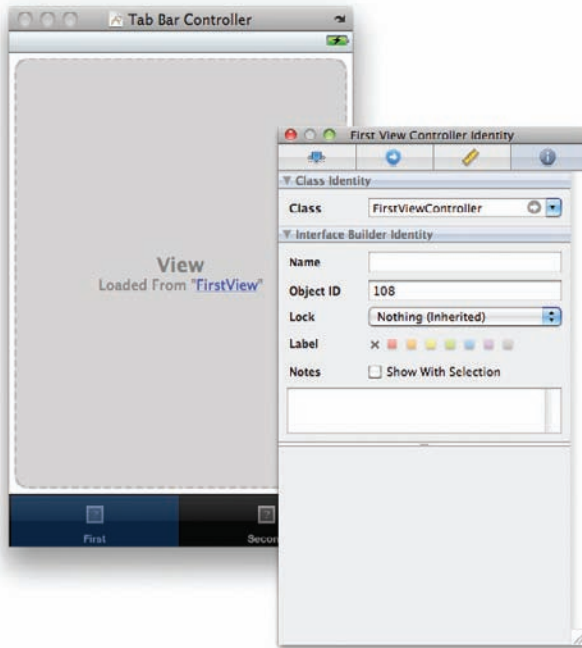 Tab Bar Controller
View
Loaded From "FirstView"
First
First View Controller Identity
Class Identity
Class FirstViewController
Interface Builder Identity
Name
Object ID 108
Lock Nothing (Inherited)
Label
Notes Show With Selection